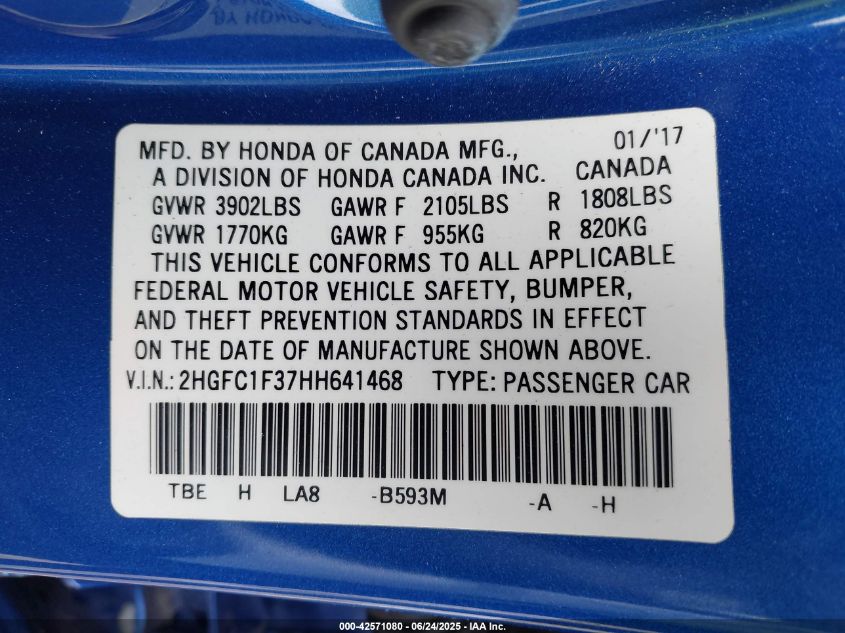 MFD. BY HONDA OF CANADA MFG., 01/'17
A DIVISION OF HONDA CANADA INC. CANADA
GVWR 3902LBS GAWR F 2105LBS R 1808LBS
GVWR 1770KG GAWR F 955KG R 820KG
THIS VEHICLE CONFORMS TO ALL APPLICABLE
FEDERAL MOTOR VEHICLE SAFETY, BUMPER,
AND THEFT PREVENTION STANDARDS IN EFFECT
ON THE DATE OF MANUFACTURE SHOWN ABOVE.
V.I.N.: 2HGFC1F37HH641468 TYPE: PASSENGER CAR
TBE H LA8 -B593M -A -H
000-42571080 - 06/24/2025 - IAA Inc.